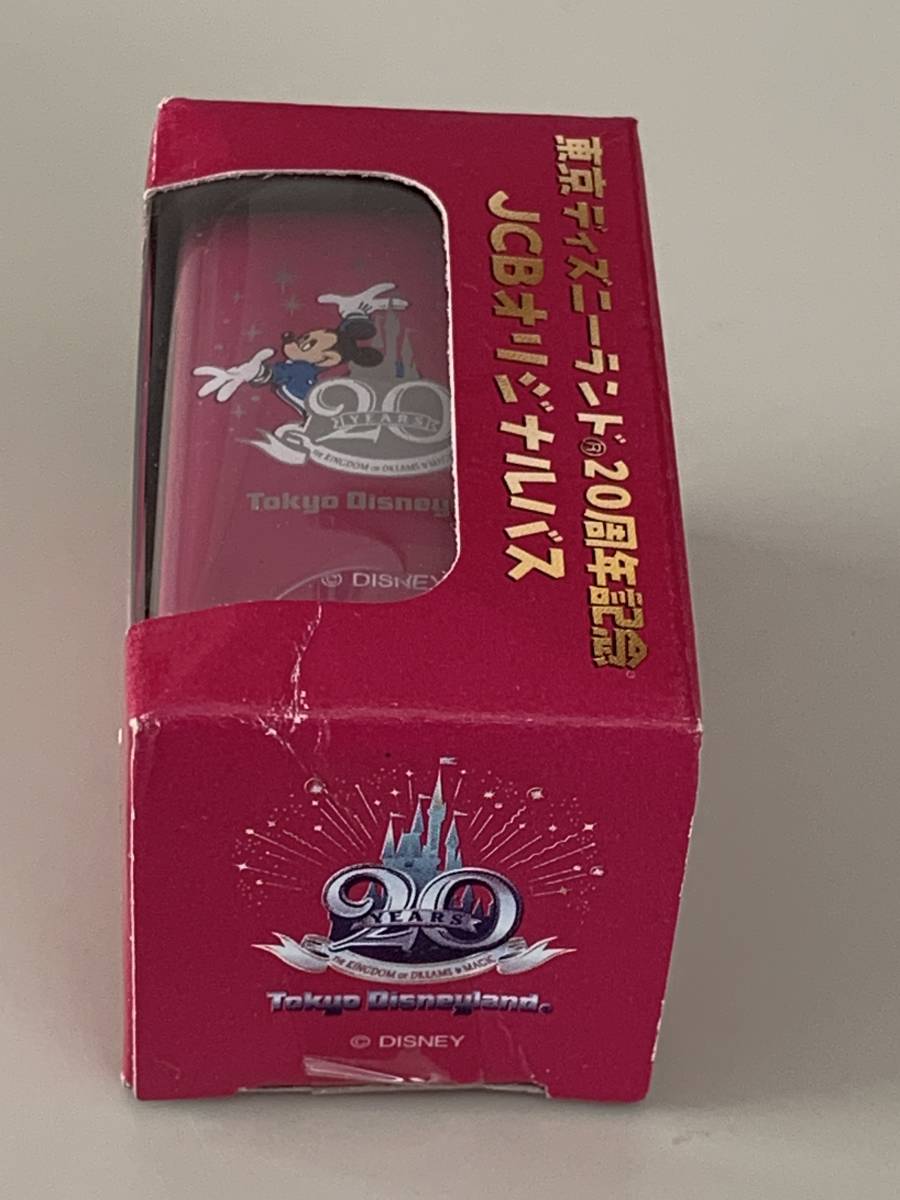 東京ディズニーランド®20周年記念
JCBオリジナルバス
20
YEARS
THE KINGDOM OF DREAMS & MAGIC
Tokyo Disney
© DISNEY
20
YEARS
THE KINGDOM OF DREAMS & MAGIC
Tokyo Disneyland®
© DISNEY